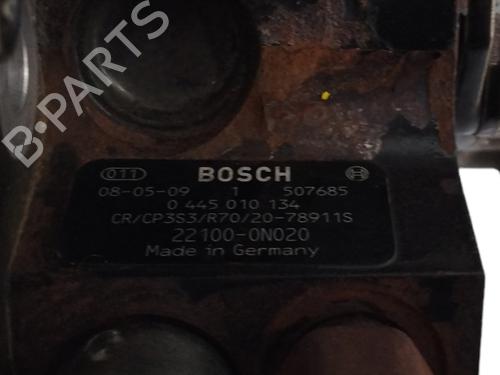 B-PARTS
011 BOSCH
08-05-09 1 507685
0 445 010 134
CR/CP3S3/R70/20-78911S
22100-0N020
Made in Germany